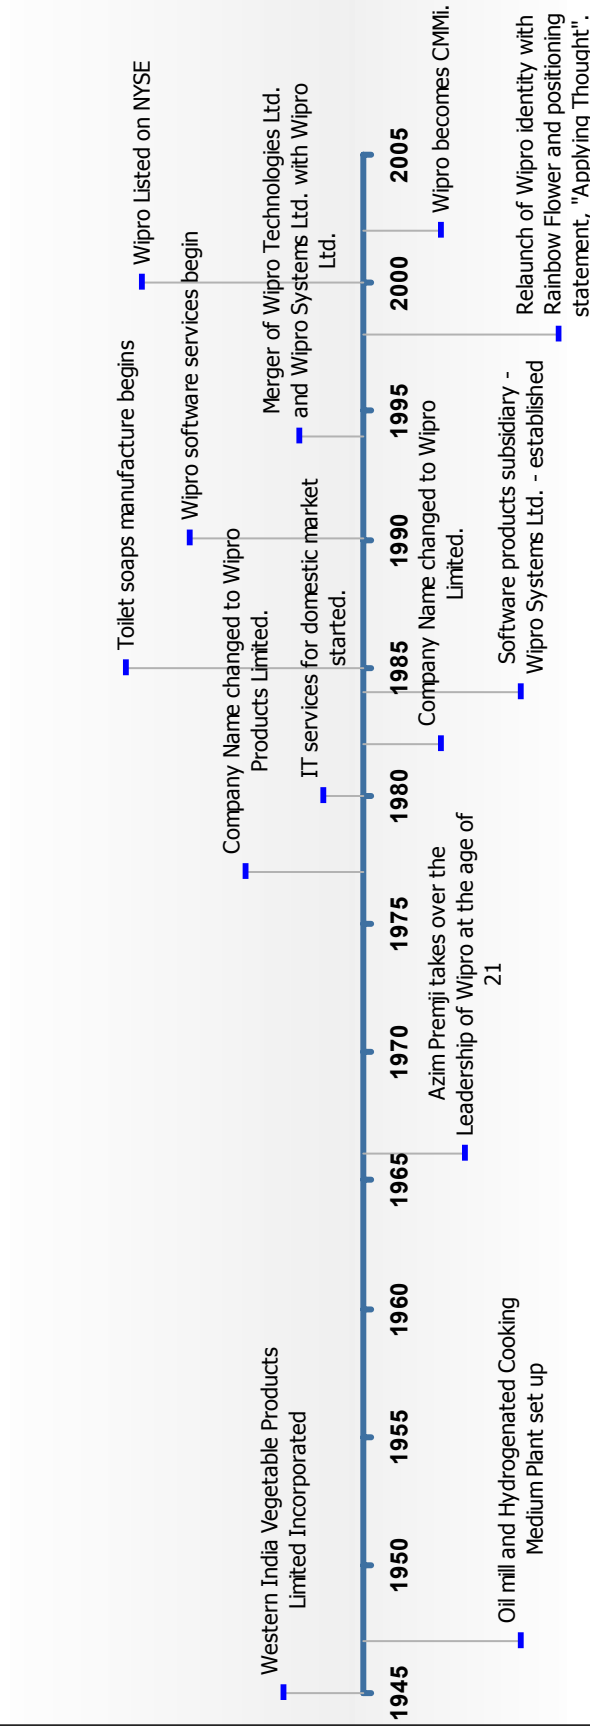 Toilet soaps manufacture begins
Wipro Listed on NYSE
Wipro software services begin
Company Name changed to Wipro
Products Limited.
Western India Vegetable Products
Limited Incorporated
Merger of Wipro Technologies Ltd.
and Wipro Systems Ltd. with Wipro
Ltd.
IT services for domestic market
started.
1945
1950
1955
1960
1965
1970
1975
1980
1985
1990
1995
2000
2005
Company Name changed to Wipro
Limited.
Wipro becomes CMMi.
Azim Premji takes over the
Leadership of Wipro at the age of
21
Oil mill and Hydrogenated Cooking
Medium Plant set up
Software products subsidiary -
Wipro Systems Ltd. - established
Relaunch of Wipro identity with
Rainbow Flower and positioning
statement, "Applying Thought".